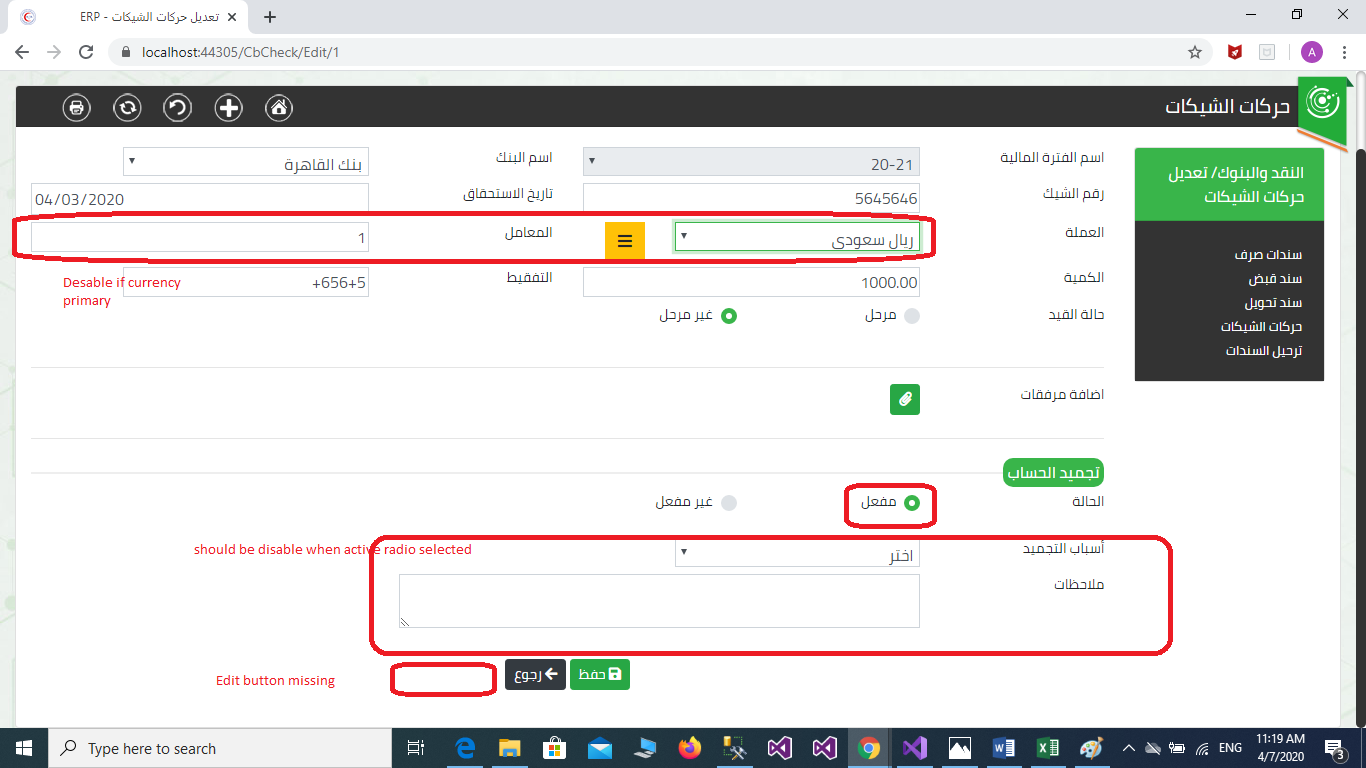 ERP - تعديل حركات الشيكات
localhost:44305/CbCheck/Edit/1
A
حركات الشيكات
النقد والبنوك/ تعديل
حركات الشيكات
سندات صرف
سند قبض
سند تحويل
حركات الشيكات
ترحيل السندات
اسم الفترة المالية
20-21
اسم البنك
بنك القاهرة
رقم الشيك
5645646
تاريخ الاستحقاق
04/03/2020
العملة
ريال سعودى
المعامل
1
الكمية
1000.00
التفقيط
+656+5
Desable if currency
primary
حالة القيد
مرحل
غير مرحل
اضافة مرفقات
تجميد الحساب
الحالة
مفعل
غير مفعل
should be disable when active radio selected
أسباب التجميد
اختر
ملاحظات
حفظ
رجوع
Edit button missing
Type here to search
ENG
11:19 AM
4/7/2020
3